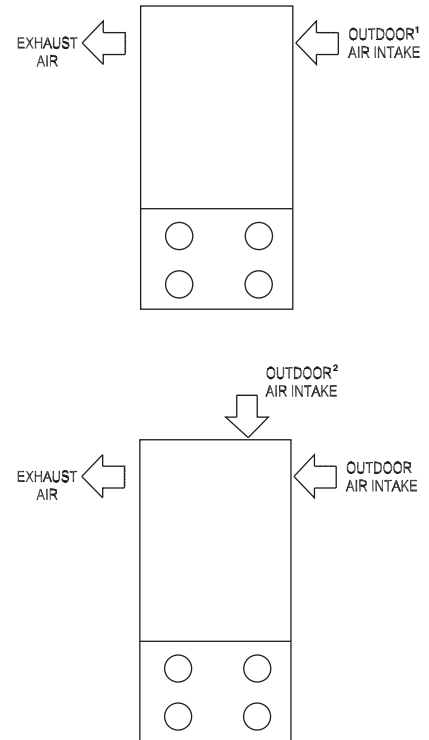 EXHAUST
AIR
OUTDOOR¹
AIR INTAKE
OUTDOOR²
AIR INTAKE
EXHAUST
AIR
OUTDOOR
AIR INTAKE